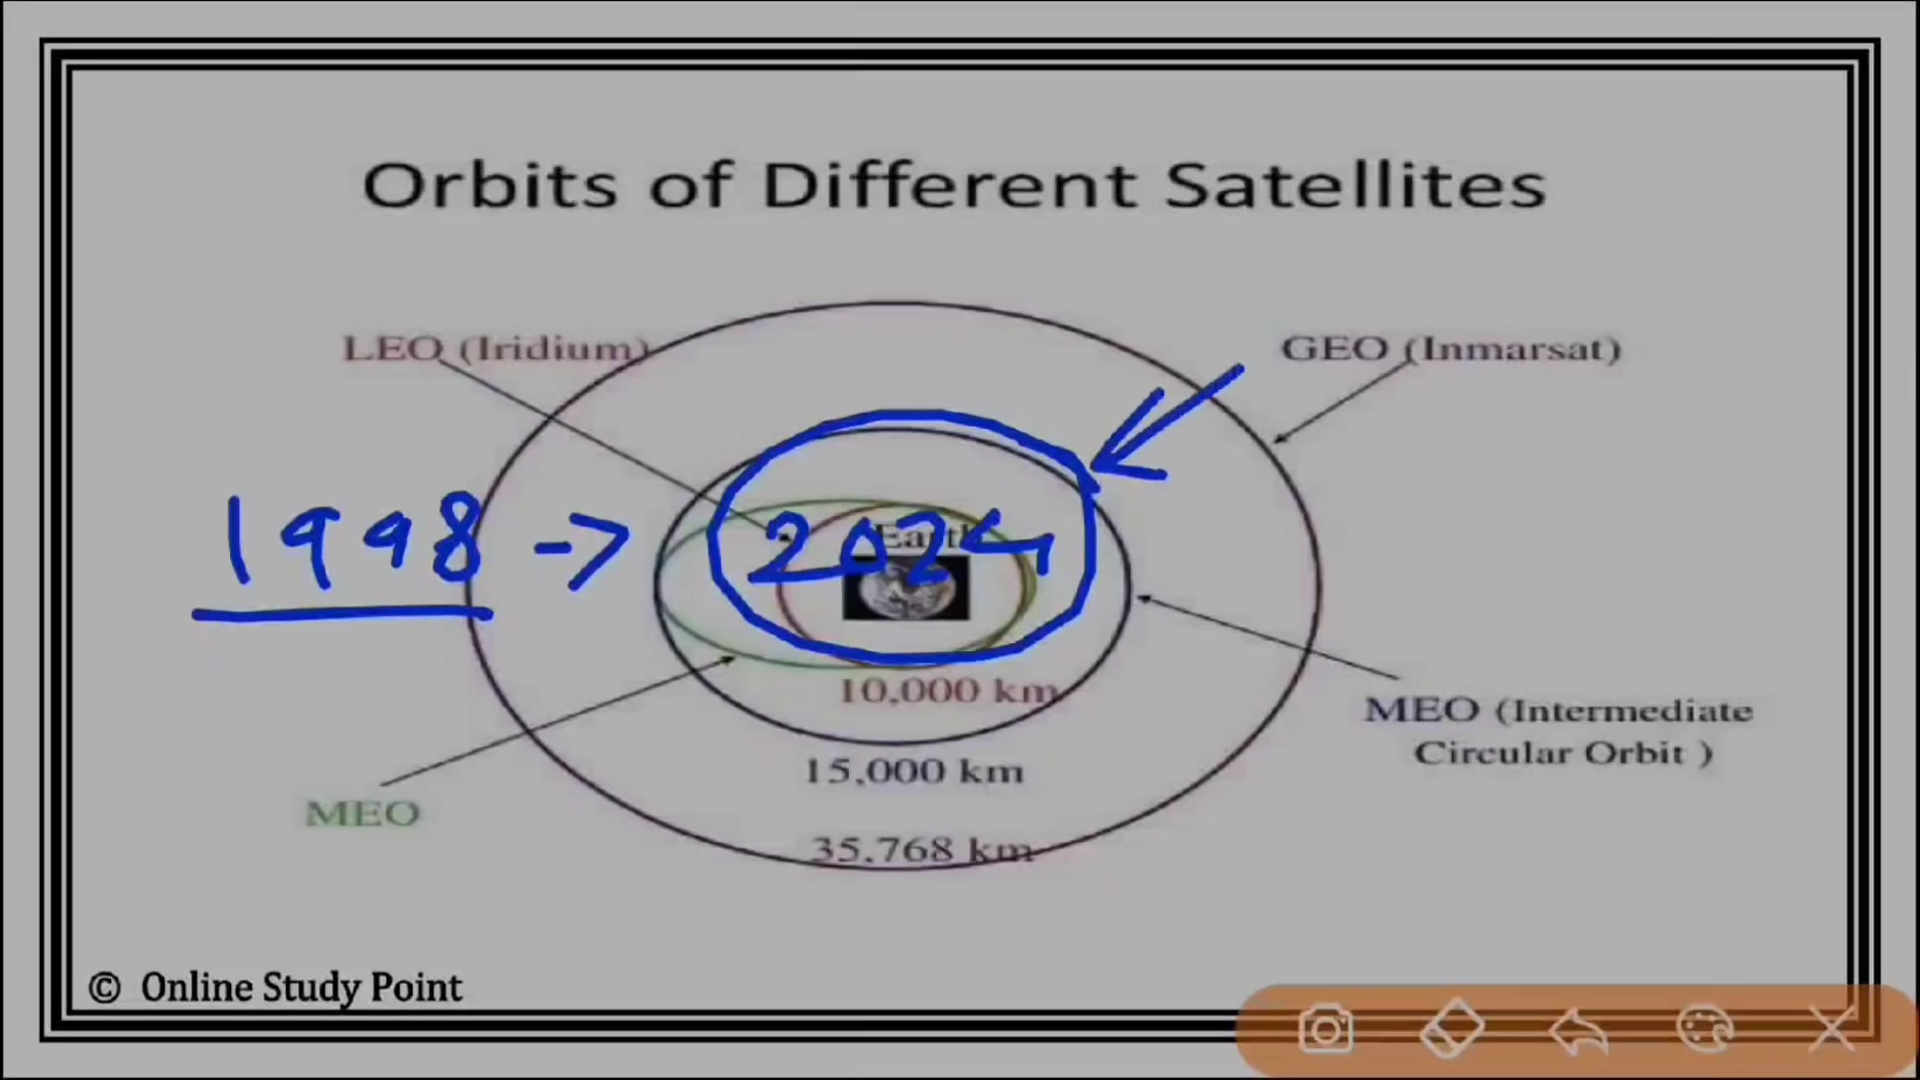 Orbits of Different Satellites
LEO (Iridium)
GEO (Inmarsat)
1998 -> 2024
Earth
10,000 km
MEO (Intermediate
Circular Orbit )
15,000 km
MEO
35.768 km
© Online Study Point